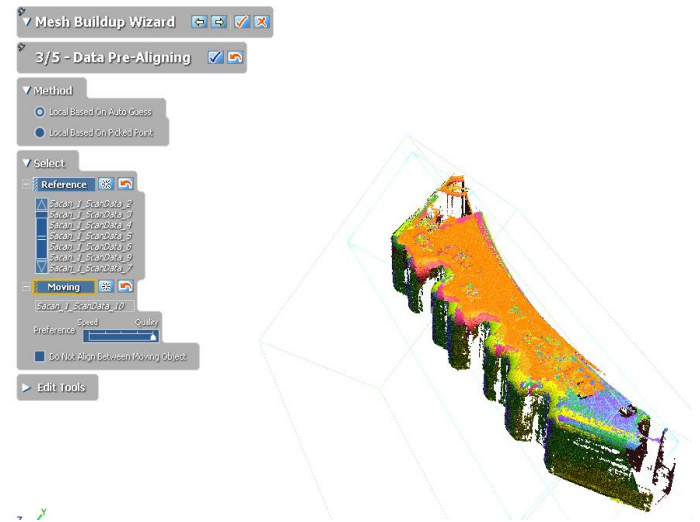 Mesh Buildup Wizard
3/5 - Data Pre-Aligning
Method
Local Based On Auto Guess
Local Based On Picked Point
Select
Reference
Sacan_1_ScanData_2
Sacan_1_ScanData_3
Sacan_1_ScanData_4
Sacan_1_ScanData_5
Sacan_1_ScanData_6
Sacan_1_ScanData_9
Sacan_1_ScanData_7
Moving
Sacan_1_ScanData_10
Speed Quality
Preference
Do Not Align Between Moving Object
Edit Tools
Y
Z